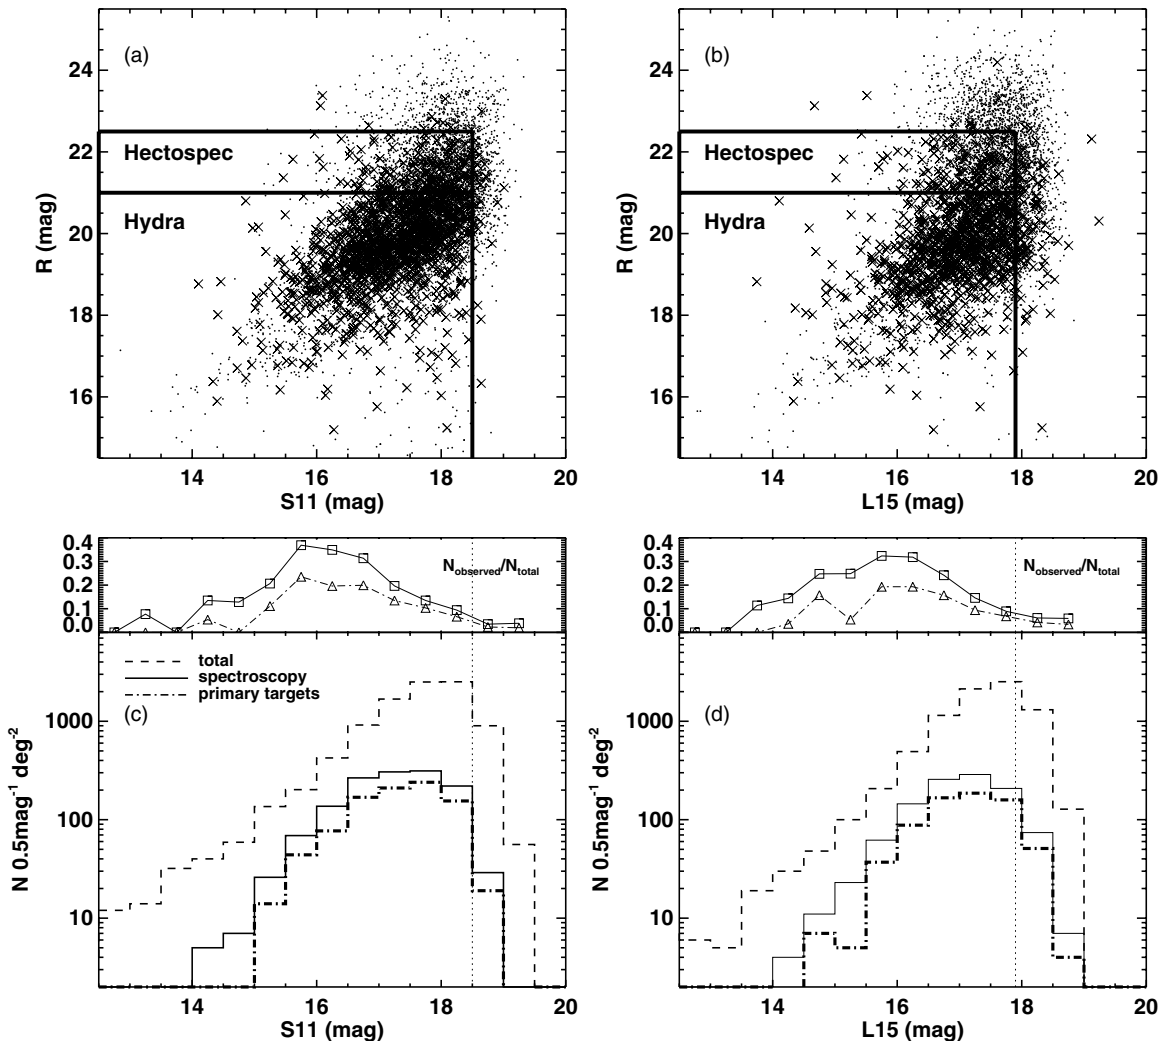 (a)
Hectospec
Hydra
24
22
20
18
16
R (mag)
14 16 18 20
S11 (mag)
(b)
Hectospec
Hydra
24
22
20
18
16
R (mag)
14 16 18 20
L15 (mag)
0.4
0.3
0.2
0.1
0.0
Nobserved/Ntotal
total
spectroscopy
primary targets
(c)
1000
100
10
N 0.5mag-1 deg-2
14 16 18 20
S11 (mag)
0.4
0.3
0.2
0.1
0.0
Nobserved/Ntotal
(d)
1000
100
10
N 0.5mag-1 deg-2
14 16 18 20
L15 (mag)